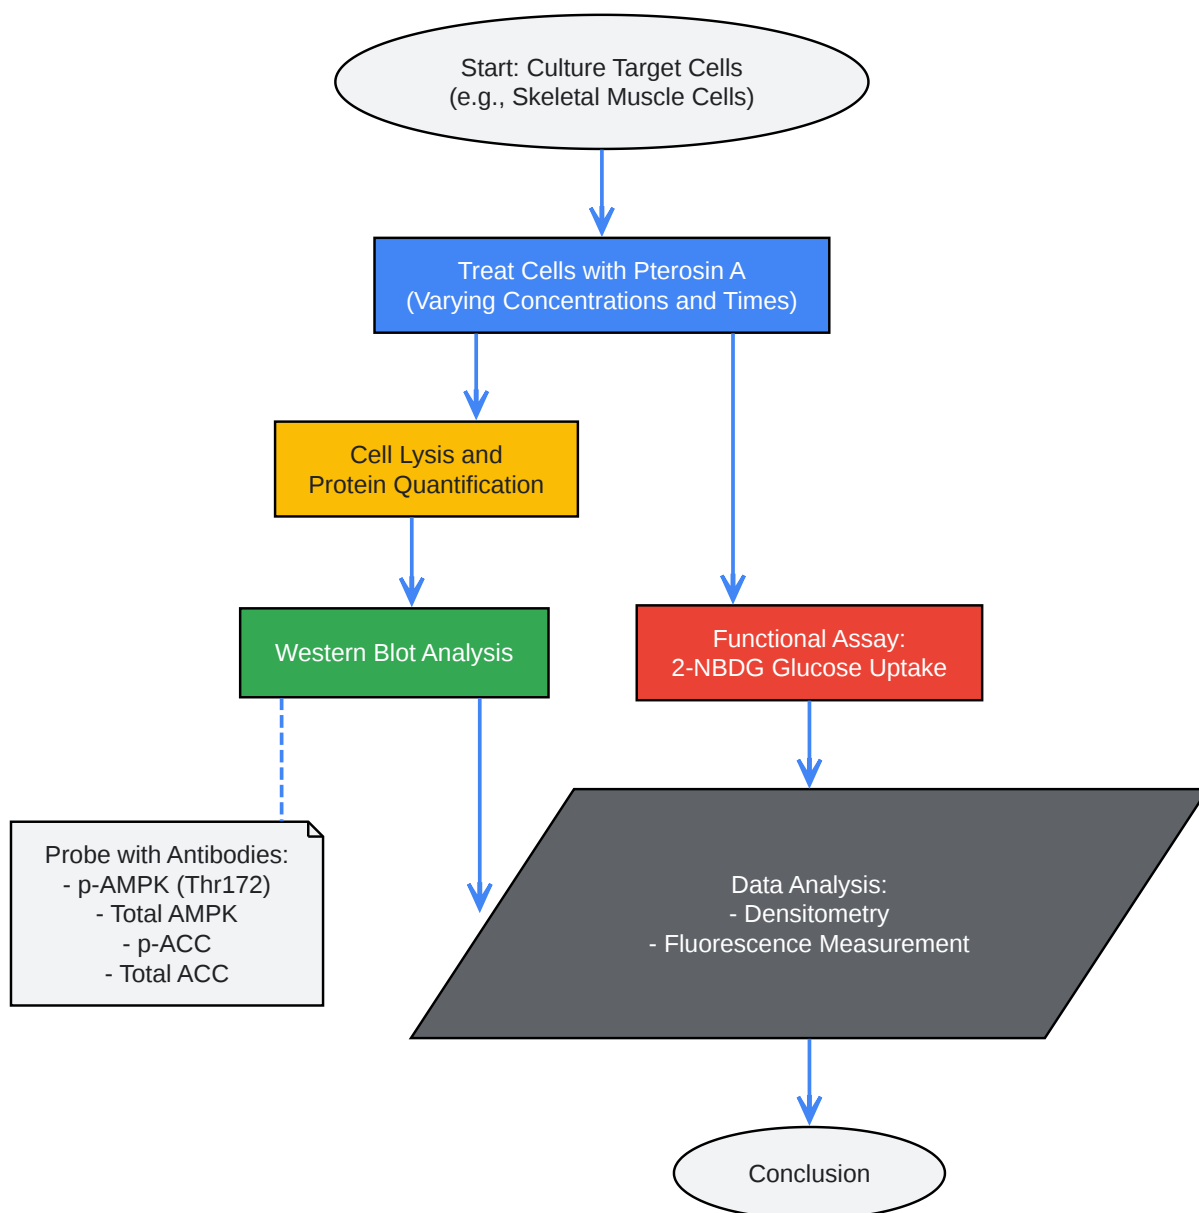 Start: Culture Target Cells
(e.g., Skeletal Muscle Cells)
Treat Cells with Pterosin A
(Varying Concentrations and Times)
Cell Lysis and
Protein Quantification
Western Blot Analysis
Functional Assay:
2-NBDG Glucose Uptake
Probe with Antibodies:
- p-AMPK (Thr172)
- Total AMPK
- p-ACC
- Total ACC
Data Analysis:
- Densitometry
- Fluorescence Measurement
Conclusion